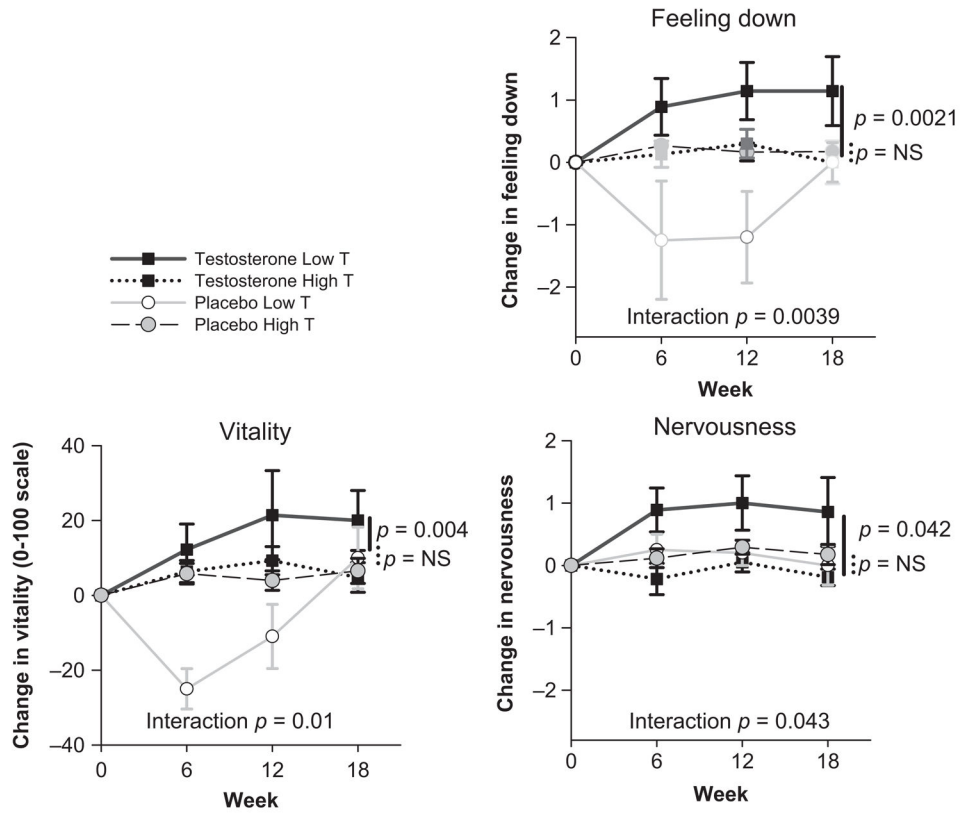 Feeling down
2
1
0
–1
–2
Change in feeling down
p = 0.0021
p = NS
Interaction p = 0.0039
0 6 12 18
Week
Testosterone Low T
Testosterone High T
Placebo Low T
Placebo High T
Vitality
40
20
0
–20
–40
Change in vitality (0-100 scale)
p = 0.004
p = NS
Interaction p = 0.01
0 6 12 18
Week
Nervousness
2
1
0
–1
–2
Change in nervousness
p = 0.042
p = NS
Interaction p = 0.043
0 6 12 18
Week